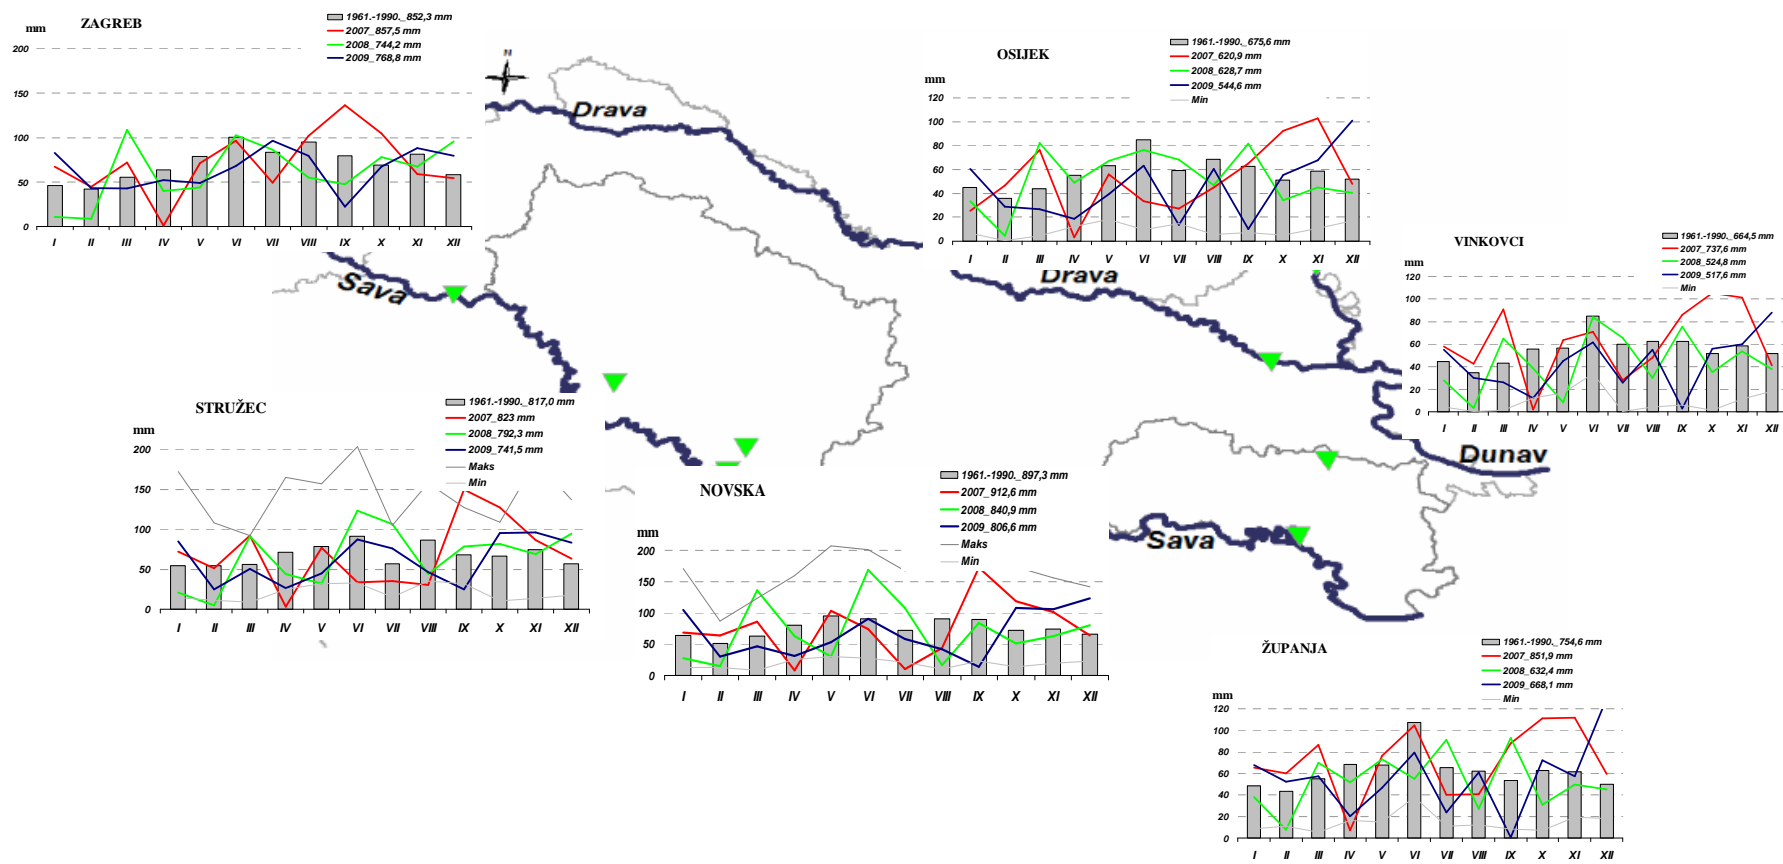 ZAGREB
mm
1961.-1990._852,3 mm
2007_857,5 mm
2008_744,2 mm
2009_768,8 mm
200
150
100
50
0
I II III IV V VI VII VIII IX X XI XII
N
Drava
Sava
OSIJEK
mm
1961.-1990._675,6 mm
2007_620,9 mm
2008_628,7 mm
2009_544,6 mm
Min
120
100
80
60
40
20
0
I II III IV V VI VII VIII IX X XI XII
Drava
VINKOVCI
mm
1961.-1990._664,5 mm
2007_737,6 mm
2008_524,8 mm
2009_517,6 mm
Min
120
100
80
60
40
20
0
I II III IV V VI VII VIII IX X XI XII
Dunav
STRUŽEC
mm
1961.-1990._817,0 mm
2007_823 mm
2008_792,3 mm
2009_741,5 mm
Maks
Min
200
150
100
50
0
I II III IV V VI VII VIII IX X XI XII
NOVSKA
mm
1961.-1990._897,3 mm
2007_912,6 mm
2008_840,9 mm
2009_806,6 mm
Maks
Min
200
150
100
50
0
I II III IV V VI VII VIII IX X XI XII
Sava
ŽUPANJA
mm
1961.-1990._754,6 mm
2007_851,9 mm
2008_632,4 mm
2009_668,1 mm
Min
120
100
80
60
40
20
0
I II III IV V VI VII VIII IX X XI XII